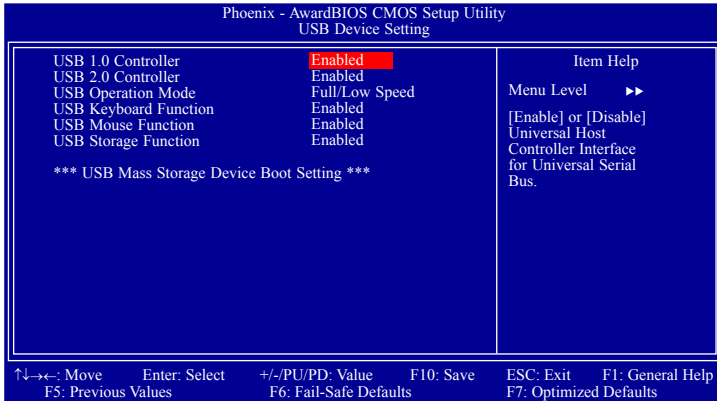 Phoenix - AwardBIOS CMOS Setup Utility
USB Device Setting
USB 1.0 Controller Enabled
USB 2.0 Controller Enabled
USB Operation Mode Full/Low Speed
USB Keyboard Function Enabled
USB Mouse Function Enabled
USB Storage Function Enabled
*** USB Mass Storage Device Boot Setting ***
Item Help
Menu Level ▶▶
[Enable] or [Disable]
Universal Host
Controller Interface
for Universal Serial
Bus.
↑↓→←: Move Enter: Select +/-/PU/PD: Value F10: Save ESC: Exit F1: General Help
F5: Previous Values F6: Fail-Safe Defaults F7: Optimized Defaults